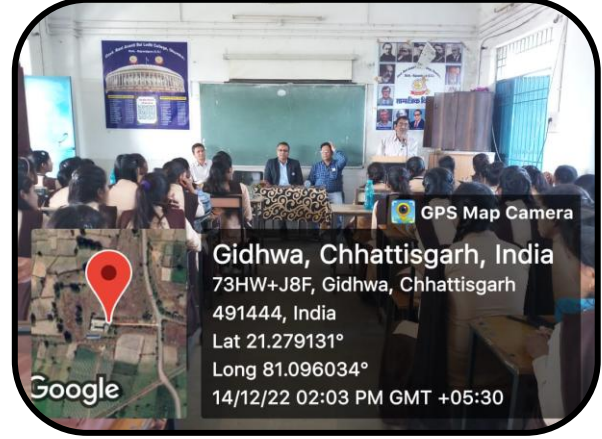 सामाजिक वि
GPS Map Camera
Gidhwa, Chhattisgarh, India
73HW+J8F, Gidhwa, Chhattisgarh
491444, India
Lat 21.279131°
Long 81.096034°
14/12/22 02:03 PM GMT +05:30
Google